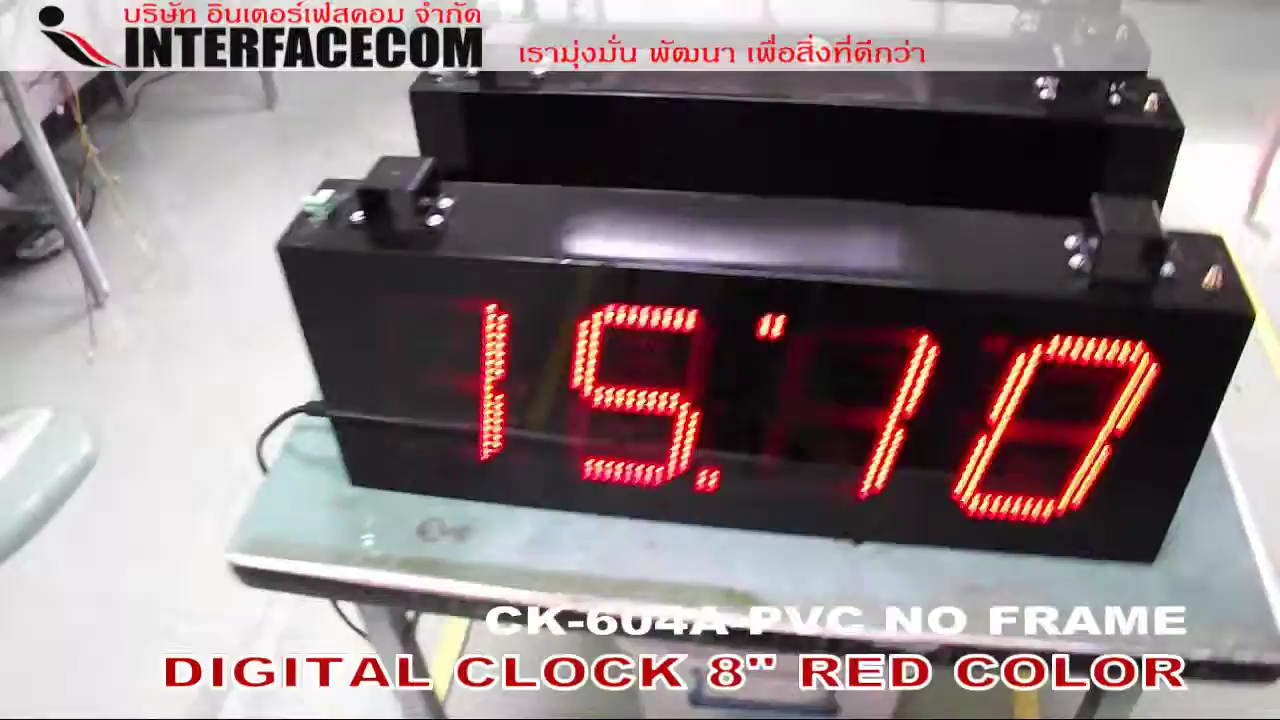 บริษัท อินเตอร์เฟสคอม จำกัด
INTERFACECOM
เรามุ่งมั่น พัฒนา เพื่อสิ่งที่ดีกว่า
15:10
CK-604A-PVC NO FRAME
DIGITAL CLOCK 8" RED COLOR